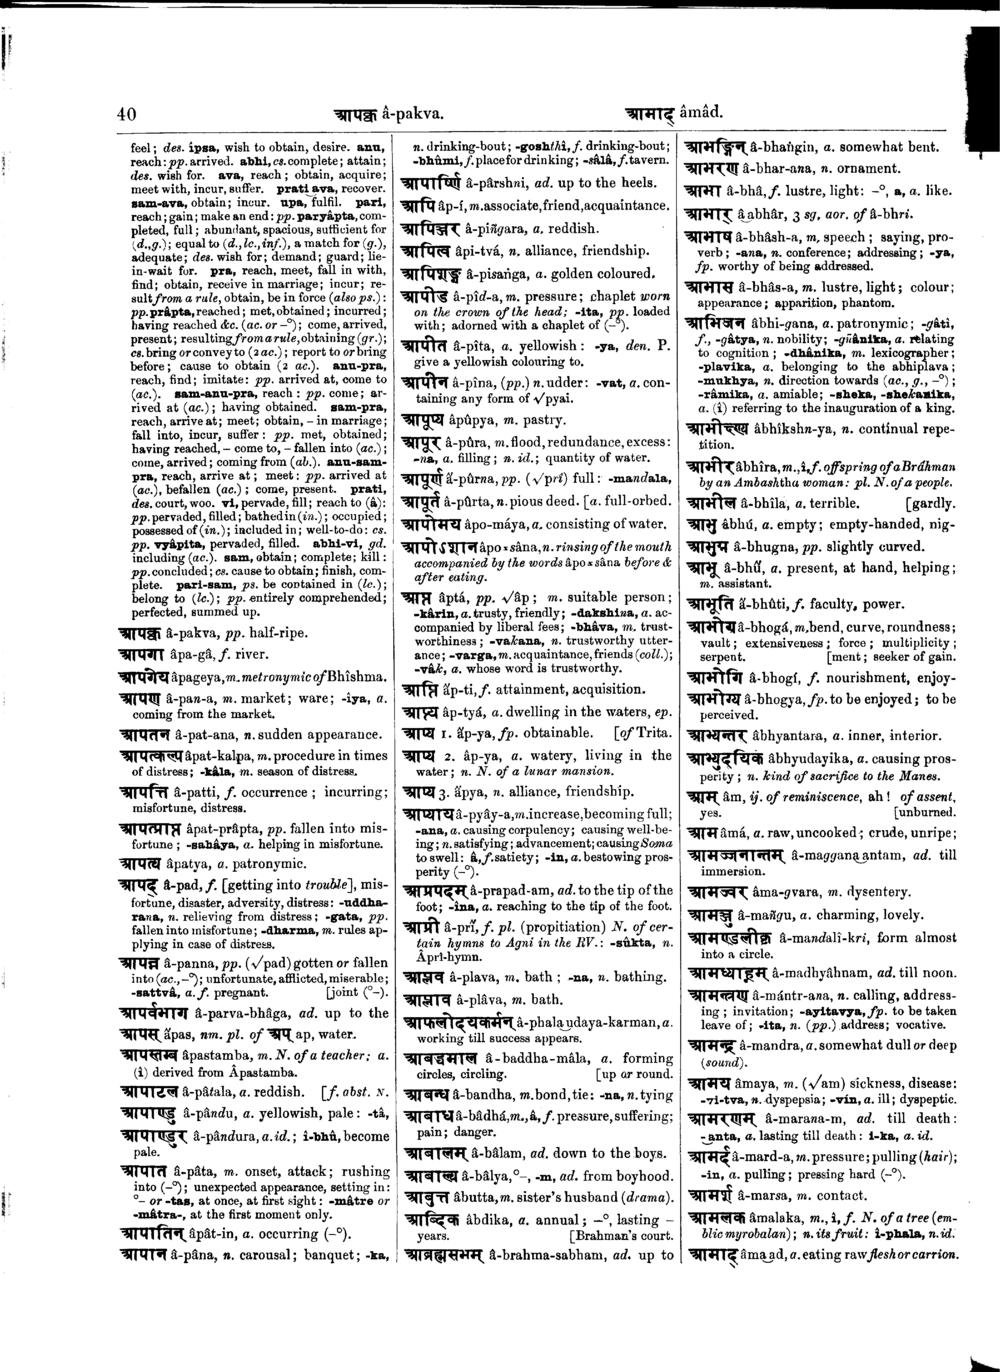 40
आपक्व â-pakva.
आमाद् âmâd.
feel; des. ipsa, wish to obtain, desire. anu,
reach: pp. arrived. abhi, cs. complete; attain;
des. wish for. ava, reach; obtain, acquire;
meet with, incur, suffer. prati ava, recover.
sam-ava, obtain; incur. upa, fulfil. pari,
reach; gain; make an end: pp. paryâpta, com-
pleted, full; abundant, spacious, sufficient for
(d., g.); equal to (d., lc., inf.), a match for (g.),
adequate; des. wish for; demand; guard; lie-
in-wait for. pra, reach, meet, fall in with,
find; obtain, receive in marriage; incur; re-
sult from a rule, obtain, be in force (also ps.):
pp. prâpta, reached; met, obtained; incurred;
having reached &c. (ac. or -°); come, arrived,
present; resulting from a rule, obtaining (gr.);
cs. bring or convey to (2 ac.); report to or bring
before; cause to obtain (2 ac.). anu-pra,
reach, find; imitate: pp. arrived at, come to
(ac.). sam-anu-pra, reach: pp. come; ar-
rived at (ac.); having obtained. sam-pra,
reach, arrive at; meet; obtain, – in marriage;
fall into, incur, suffer: pp. met, obtained;
having reached, – come to, – fallen into (ac.);
come, arrived; coming from (ab.). anu-sam-
pra, reach, arrive at; meet: pp. arrived at
(ac.), befallen (ac.); come, present. prati,
des. court, woo. vi, pervade, fill; reach to (â):
pp. pervaded, filled; bathed in (in.); occupied;
possessed of (in.); included in; well-to-do: cs.
pp. vyâpita, pervaded, filled. abhi-vi, gd.
including (ac.). sam, obtain; complete; kill:
pp. concluded; cs. cause to obtain; finish, com-
plete. pari-sam, ps. be contained in (lc.);
belong to (lc.); pp. entirely comprehended;
perfected, summed up.
आपक्व â-pakva, pp. half-ripe.
आपगा âpa-gâ, f. river.
आपगेय âpageya, m. metronymic of Bhîshma.
आपण â-pan-a, m. market; ware; -iya, a.
coming from the market.
आपतन â-pat-ana, n. sudden appearance.
आपत्कल्प âpat-kalpa, m. procedure in times
of distress; -kâla, m. season of distress.
आपत्ति â-patti, f. occurrence; incurring;
misfortune, distress.
आपत्प्राप्त âpat-prâpta, pp. fallen into mis-
fortune; -sahâya, a. helping in misfortune.
आपत्य âpatya, a. patronymic.
आपद् â-pad, f. [getting into trouble], mis-
fortune, disaster, adversity, distress: -uddha-
rana, n. relieving from distress; -gata, pp.
fallen into misfortune; -dharma, m. rules ap-
plying in case of distress.
आपन्न â-panna, pp. (√pad) gotten or fallen
into (ac., -°); unfortunate, afflicted, miserable;
-sattvâ, a. f. pregnant. [joint (°-).
आपर्वभाग â-parva-bhâga, ad. up to the
आपस् ā̂pas, nm. pl. of अप् ap, water.
आपस्तम्ब âpastamba, m. N. of a teacher; a.
(î) derived from Âpastamba.
आपाटल â-pâtala, a. reddish. [f. abst. N.
आपाण्डु â-pându, a. yellowish, pale: -tâ,
आपाण्डुर â-pândura, a. id.; î-bhû, become
pale.
आपात â-pâta, m. onset, attack; rushing
into (-°); unexpected appearance, setting in:
°- or -tas, at once, at first sight: -mâtre or
-mâtra-, at the first moment only.
आपातिन् âpât-in, a. occurring (-°).
आपान â-pâna, n. carousal; banquet; -ka,
n. drinking-bout; -goshthî, f. drinking-bout;
-bhûmi, f. place for drinking; -sâlâ, f. tavern.
आपार्ष्णि â-pârshni, ad. up to the heels.
आपि âp-í, m. associate, friend, acquaintance.
आपिञ्जर â-piñgara, a. reddish.
आपित्व âpi-tvá, n. alliance, friendship.
आपिशङ्ग â-pisaṅga, a. golden coloured.
आपीड â-pîd-a, m. pressure; chaplet worn
on the crown of the head; -ita, pp. loaded
with; adorned with a chaplet of (-°).
आपीत â-pîta, a. yellowish: -ya, den. P.
give a yellowish colouring to.
आपीन â-pîna, (pp.) n. udder: -vat, a. con-
taining any form of √pyai.
आपूप्य âpûpya, m. pastry.
आपूर â-pûra, m. flood, redundance, excess:
-na, a. filling; n. id.; quantity of water.
आपूर्ण â-pûrna, pp. (√prî) full: -mandala,
आपूर्त â-pûrta, n. pious deed. [a. full-orbed.
आपोमय âpo-máya, a. consisting of water.
आपोऽशान âpo×sâna, n. rinsing of the mouth
accompanied by the words âpo×sâna before &
after eating.
आप्त âptá, pp. √âp; m. suitable person;
-kârin, a. trusty, friendly; -dakshina, a. ac-
companied by liberal fees; -bhâva, m. trust-
worthiness; -vakana, n. trustworthy utter-
ance; -varga, m. acquaintance, friends (coll.);
-vâk, a. whose word is trustworthy.
आप्ति ā̂p-ti, f. attainment, acquisition.
आप्त्य âp-tyá, a. dwelling in the waters, ep.
आप्य 1. ā̂p-ya, fp. obtainable. [of Trita.
आप्य 2. âp-ya, a. watery, living in the
water; n. N. of a lunar mansion.
आप्य 3. ā̂pya, n. alliance, friendship.
आप्याय â-pyây-a, m. increase, becoming full;
-ana, a. causing corpulency; causing well-be-
ing; n. satisfying; advancement; causing Soma
to swell: â, f. satiety; -in, a. bestowing pros-
perity (-°).
आप्रपदम् â-prapad-am, ad. to the tip of the
foot; -ina, a. reaching to the tip of the foot.
आप्री â-prī̂, f. pl. (propitiation) N. of cer-
tain hymns to Agni in the RV.: -sûkta, n.
Âprî-hymn.
आप्लव â-plava, m. bath; -na, n. bathing.
आप्लाव â-plâva, m. bath.
आफलोदयकर्मन् â-phala̮udaya-karman, a.
working till success appears.
आबद्धमाल â-baddha-mâla, a. forming
circles, circling. [up or round.
आबन्ध â-bandha, m. bond, tie: -na, n. tying
आबाध â-bâdhá, m., â, f. pressure, suffering;
pain; danger.
आबालम् â-bâlam, ad. down to the boys.
आबाल्य â-bâlya, °-, -m, ad. from boyhood.
आबुत्त âbutta, m. sister's husband (drama).
आब्दिक âbdika, a. annual; -°, lasting –
years. [Brahman's court.
आब्रह्मसभम् â-brahma-sabham, ad. up to
आभङ्गिन् â-bhaṅgin, a. somewhat bent.
आभरण â-bhar-ana, n. ornament.
आभा â-bhâ, f. lustre, light: -°, a, a. like.
आभार् â̮abhâr, 3 sg. aor. of â-bhri.
आभाष â-bhâsh-a, m. speech; saying, pro-
verb; -ana, n. conference; addressing; -ya,
fp. worthy of being addressed.
आभास â-bhâs-a, m. lustre, light; colour;
appearance; apparition, phantom.
आभिजन âbhi-gana, a. patronymic; -gâti,
f., -gâtya, n. nobility; -gñânika, a. relating
to cognition; -dhânika, m. lexicographer;
-plavika, a. belonging to the abhiplava;
-mukhya, n. direction towards (ac., g., -°);
-râmika, a. amiable; -sheka, -shekanika,
a. (î) referring to the inauguration of a king.
आभीक्ष्ण्य âbhîkshn-ya, n. continual repe-
tition.
आभीर âbhîra, m., î, f. offspring of a Brâhman
by an Ambashtha woman: pl. N. of a people.
आभील â-bhîla, a. terrible. [gardly.
आभु âbhú, a. empty; empty-handed, nig-
आभुग्न â-bhugna, pp. slightly curved.
आभू â-bhū̂, a. present, at hand, helping;
m. assistant.
आभूति ā̂-bhûti, f. faculty, power.
आभोग â-bhogá, m. bend, curve, roundness;
vault; extensiveness; force; multiplicity;
serpent. [ment; seeker of gain.
आभोगि â-bhogí, f. nourishment, enjoy-
आभोग्य â-bhogya, fp. to be enjoyed; to be
perceived.
आभ्यन्तर âbhyantara, a. inner, interior.
आभ्युदयिक âbhyudayika, a. causing pros-
perity; n. kind of sacrifice to the Manes.
आम् âm, ij. of reminiscence, ah! of assent,
yes. [unburned.
आम âmá, a. raw, uncooked; crude, unripe;
आमज्जनान्तम् â-maggana̮antam, ad. till
immersion.
आमज्वर âma-gvara, m. dysentery.
आमञ्जु â-mañgu, a. charming, lovely.
आमण्डलीकृ â-mandalî-kri, form almost
into a circle.
आमध्याह्नम् â-madhyâhnam, ad. till noon.
आमन्त्रण â-mántr-ana, n. calling, address-
ing; invitation; -ayitavya, fp. to be taken
leave of; -ita, n. (pp.) address; vocative.
आमन्द्र â-mandra, a. somewhat dull or deep
(sound).
आमय âmaya, m. (√am) sickness, disease:
-vi-tva, n. dyspepsia; -vin, a. ill; dyspeptic.
आमरणम् â-marana-m, ad. till death:
-̮anta, a. lasting till death: i-ka, a. id.
आमर्द â-mard-a, m. pressure; pulling (hair);
-in, a. pulling; pressing hard (-°).
आमर्श â-marsa, m. contact.
आमलक âmalaka, m., î, f. N. of a tree (em-
blic myrobalan); n. its fruit: î-phala, n. id.
आमाद् âma̮ad, a. eating raw flesh or carrion.